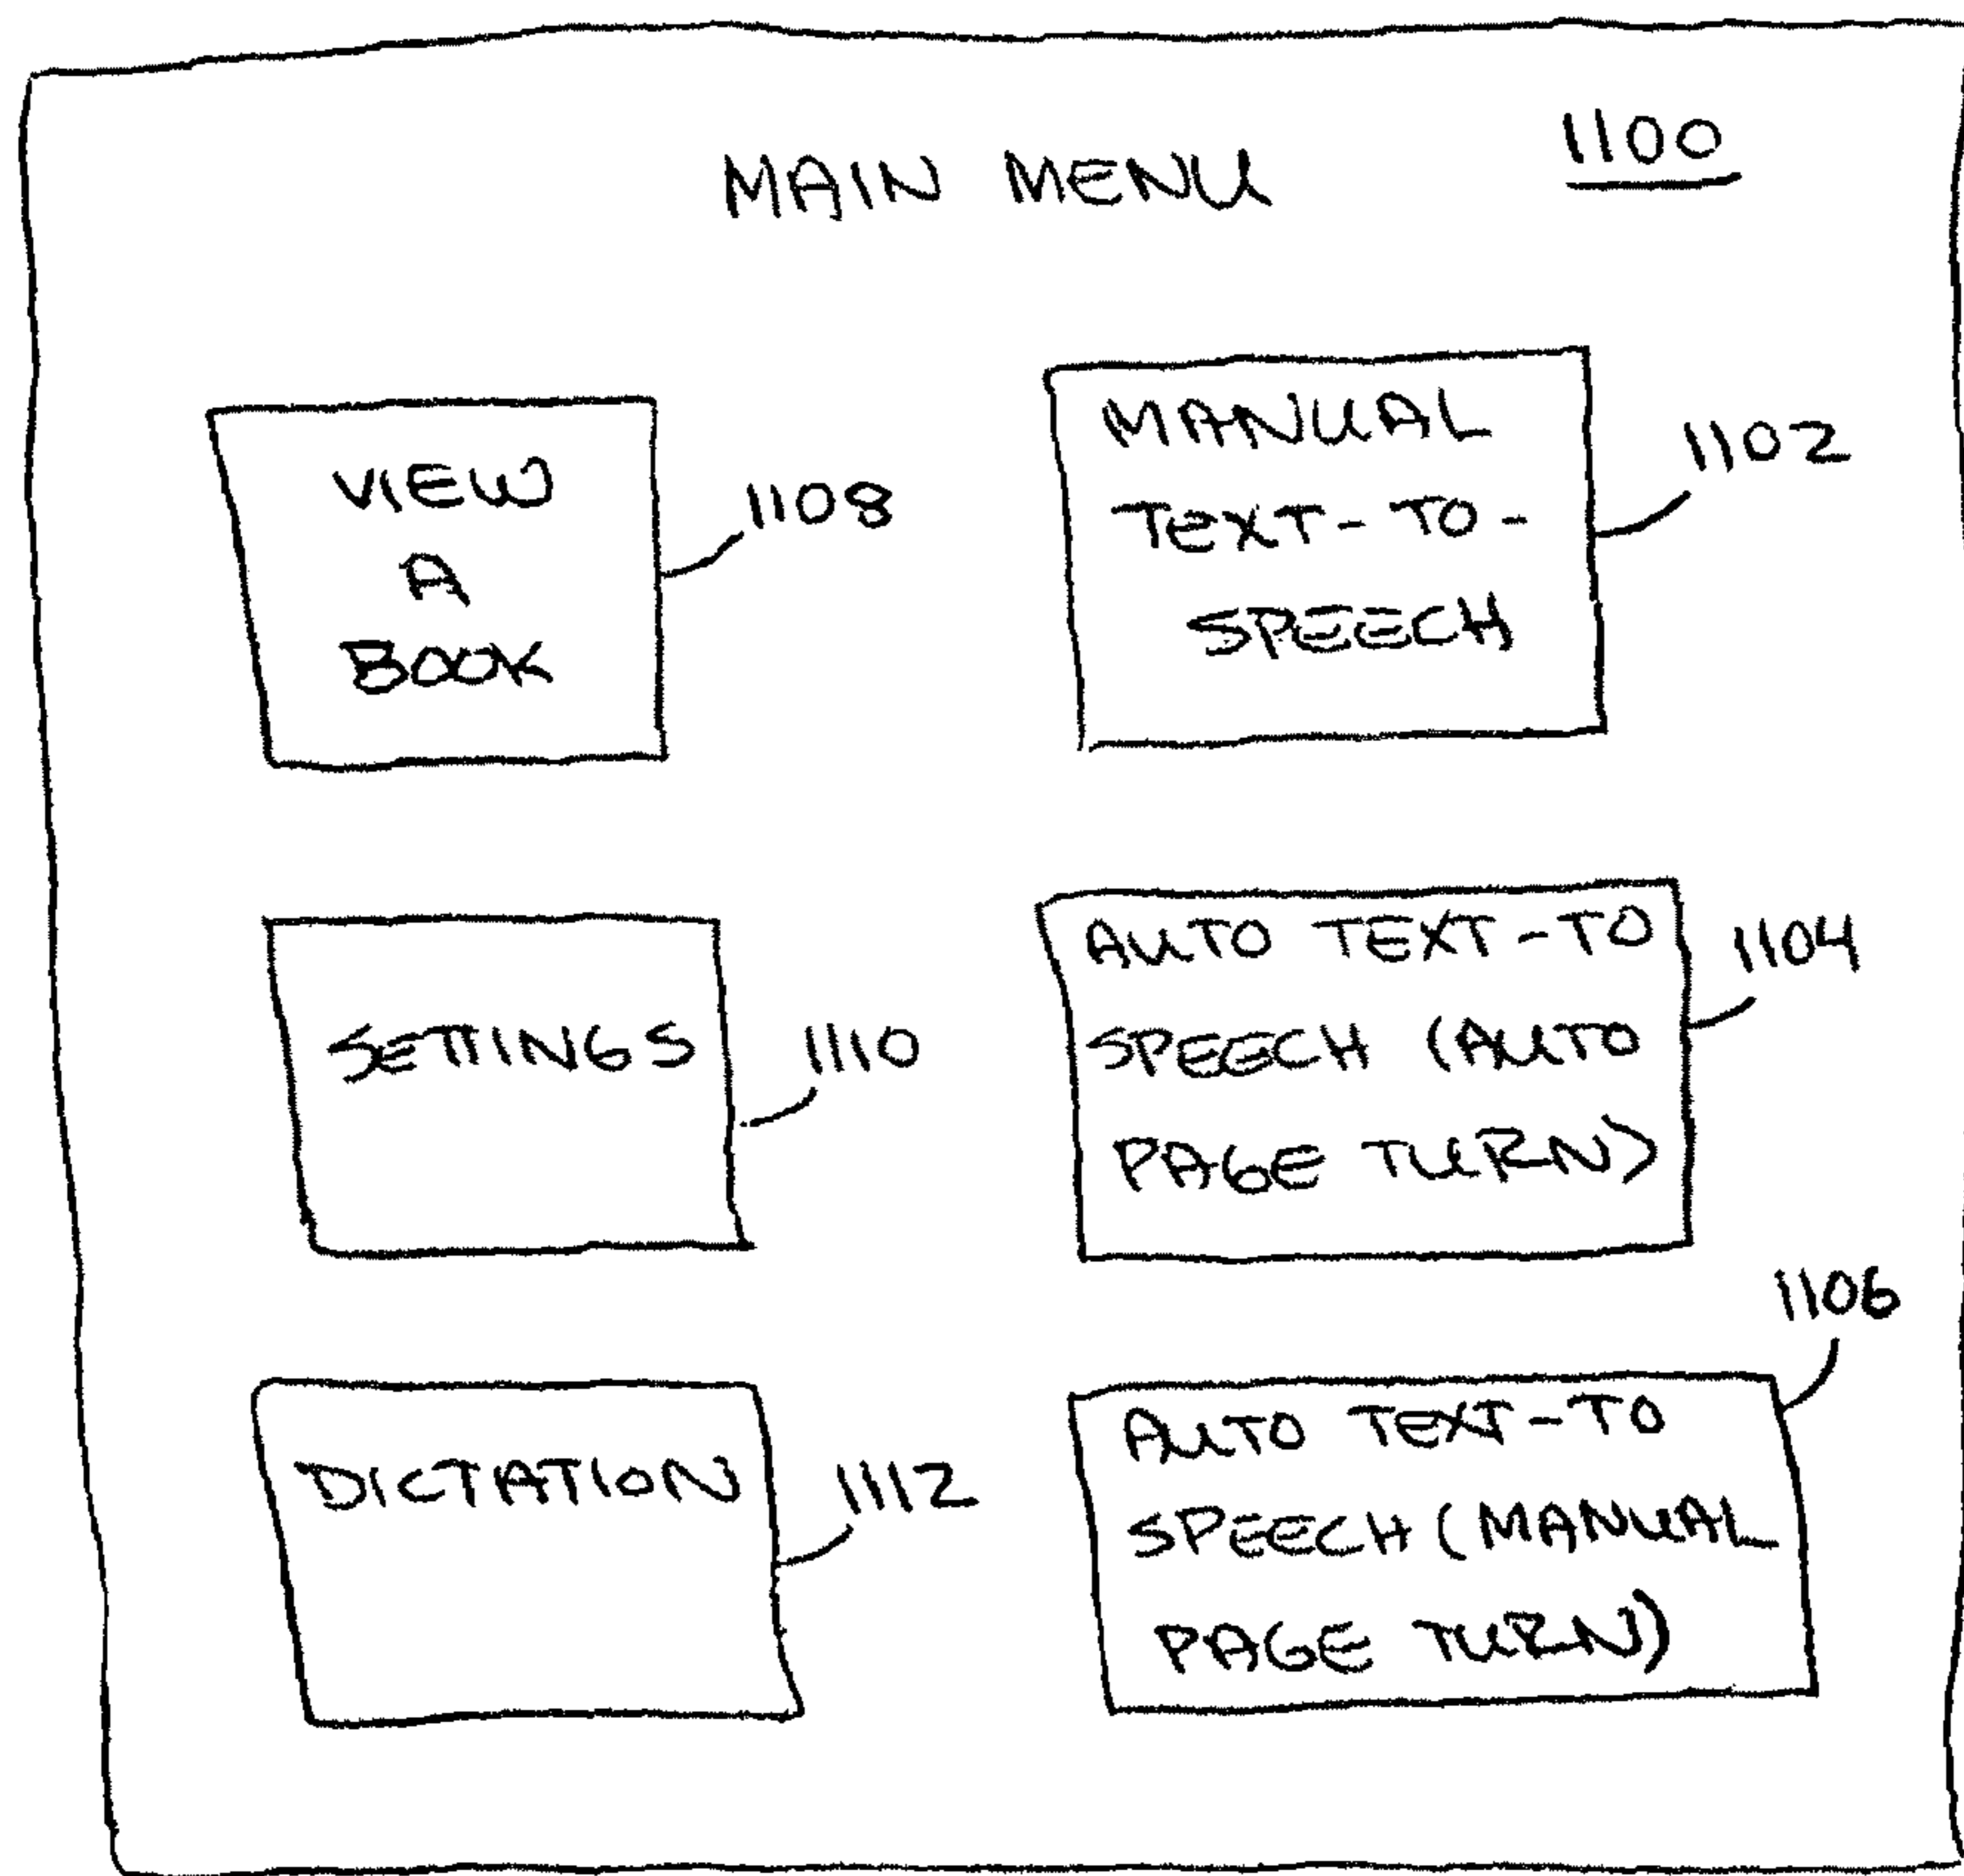 MAIN MENU
1100
VIEW
A
BOOK
1108
MANUAL
TEXT-TO-
SPEECH
1102
SETTINGS
1110
AUTO TEXT-TO
SPEECH (AUTO
PAGE TURN)
1104
DICTATION
1112
AUTO TEXT-TO
SPEECH (MANUAL
PAGE TURN)
1106